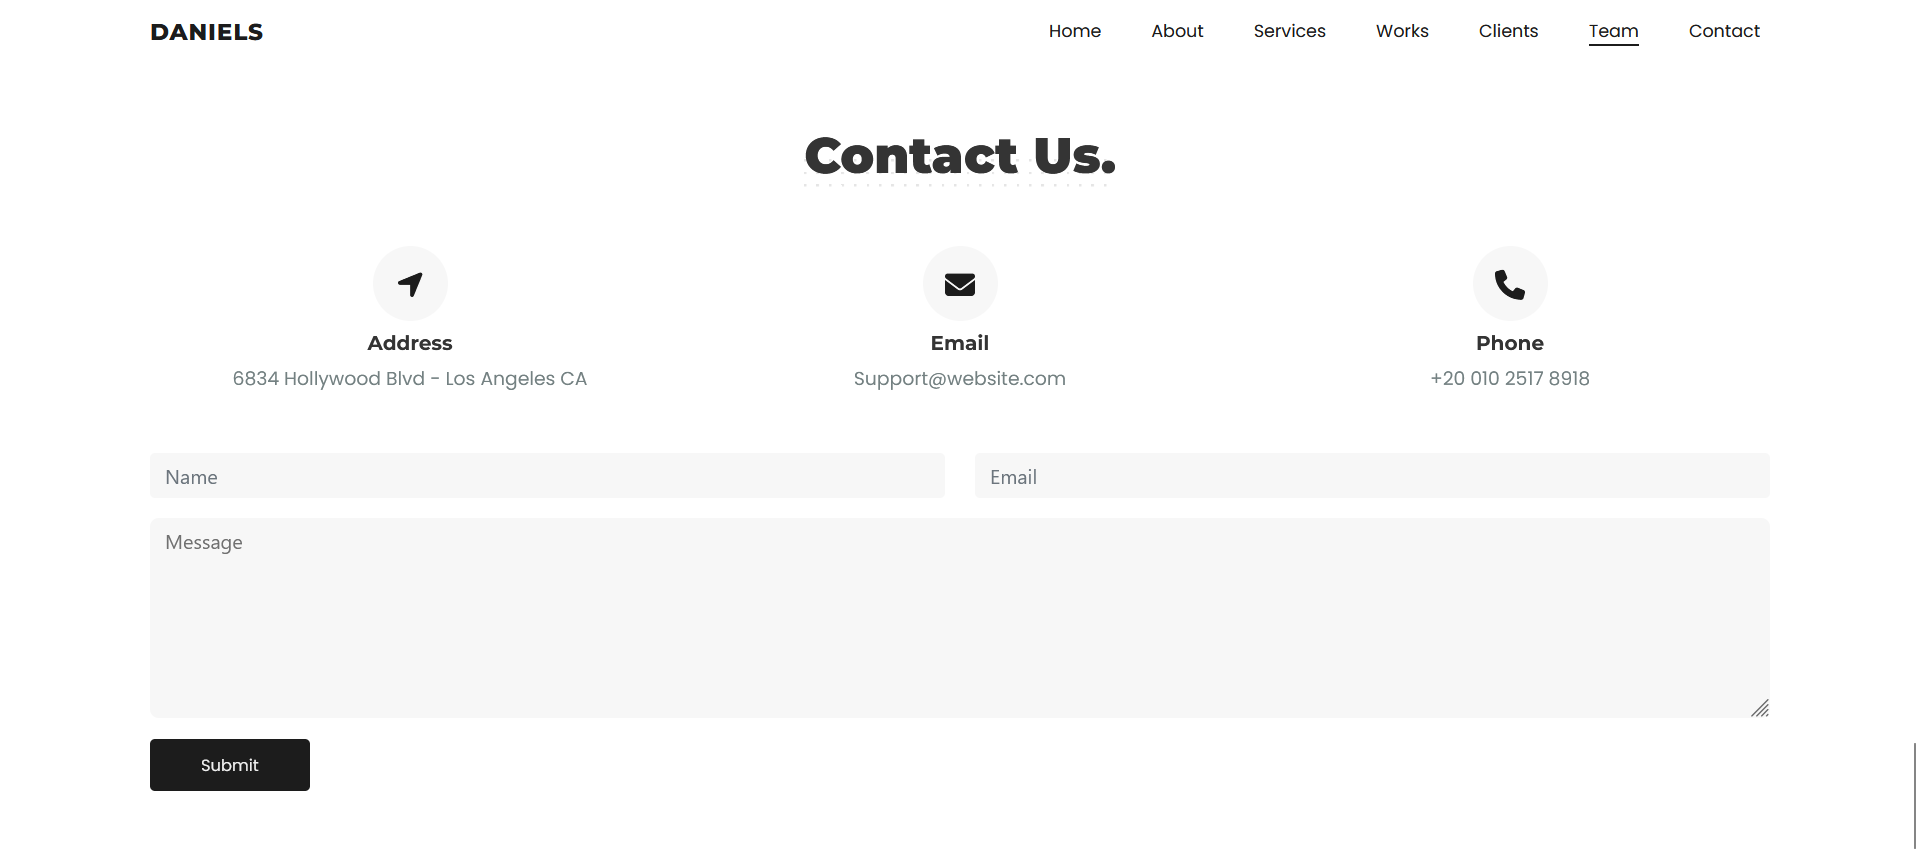 DANIELS
Home About Services Works Clients Team Contact
Contact Us.
Address Email Phone
6834 Hollywood Blvd - Los Angeles CA Support@website.com +20 010 2517 8918
Name Email
Message
Submit